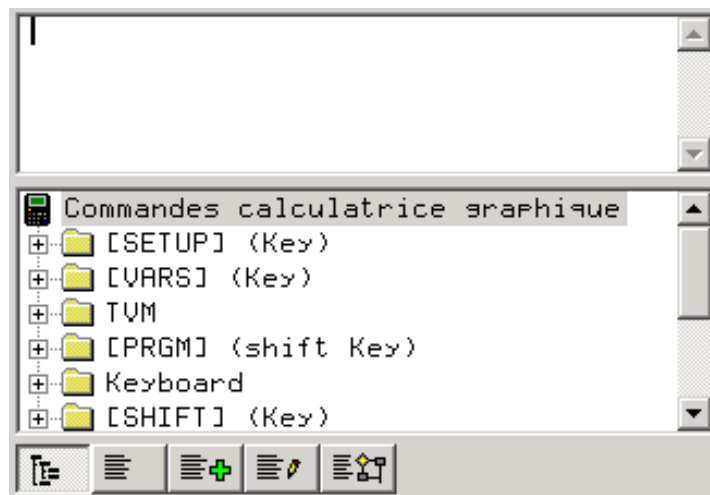 Commandes calculatrice graphique
[SETUP] (Key)
[VARS] (Key)
TVM
[PRGM] (shift Key)
Keyboard
[SHIFT] (Key)